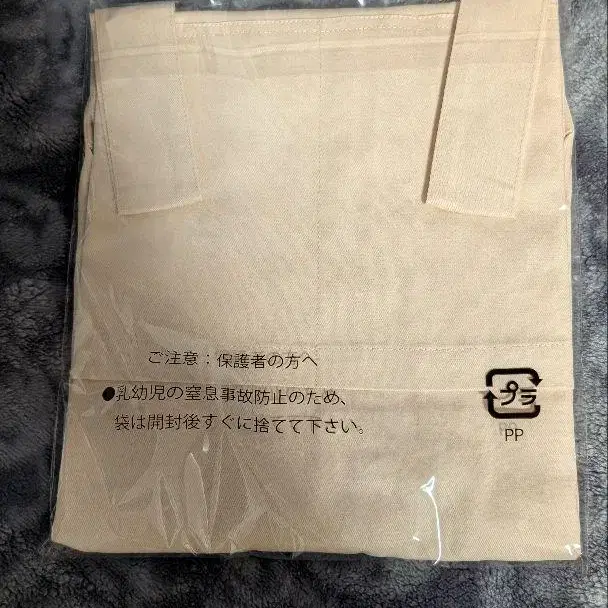 ご注意：保護者の方へ
●乳幼児の窒息事故防止のため、
袋は開封後すぐに捨てて下さい。
プラ
PP